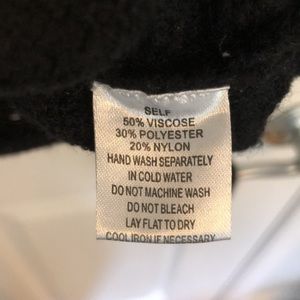 SELF
50% VISCOSE
30% POLYESTER
20% NYLON
HAND WASH SEPARATELY
IN COLD WATER
DO NOT MACHINE WASH
DO NOT BLEACH
LAY FLAT TO DRY
COOL IRON IF NECESSARY